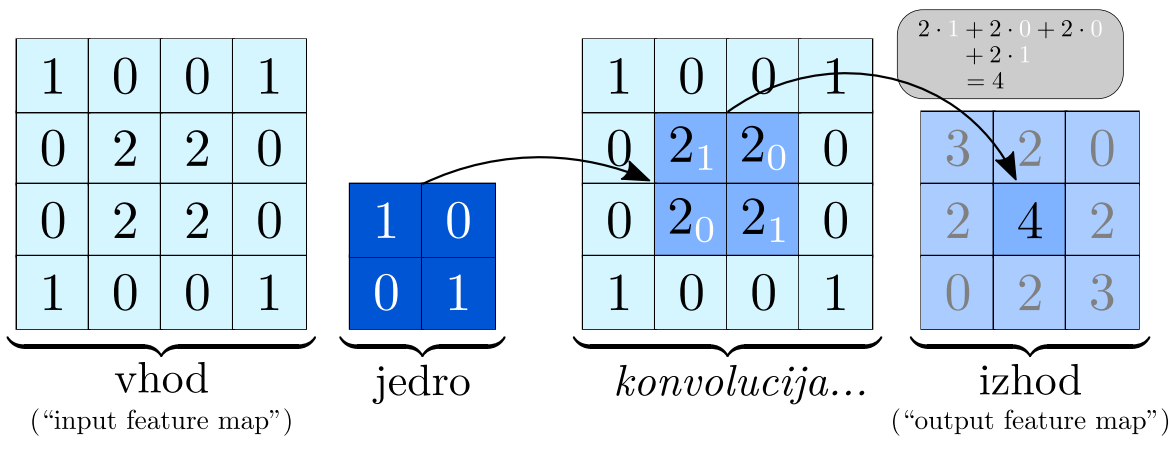 1 0 0 1
0 2 2 0
0 2 2 0
1 0 0 1
vhod
(“input feature map”)
1 0
0 1
jedro
1 0 0 1
0 2₁ 2₀ 0
0 2₀ 2₁ 0
1 0 0 1
konvolucija...
2 · 1 + 2 · 0 + 2 · 0
+ 2 · 1
= 4
3 2 0
2 4 2
0 2 3
izhod
(“output feature map”)